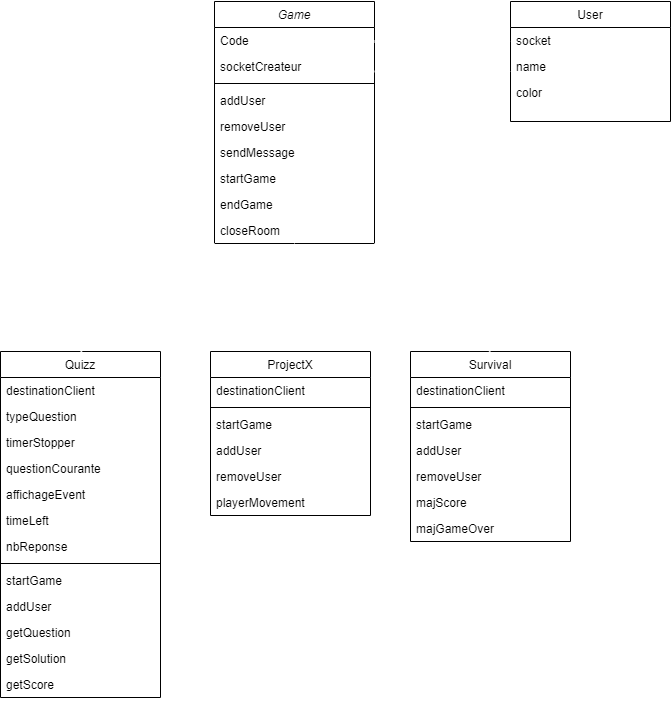 Game
Code
socketCreateur
addUser
removeUser
sendMessage
startGame
endGame
closeRoom
User
socket
name
color
Quizz
destinationClient
typeQuestion
timerStopper
questionCourante
affichageEvent
timeLeft
nbReponse
startGame
addUser
getQuestion
getSolution
getScore
ProjectX
destinationClient
startGame
addUser
removeUser
playerMovement
Survival
destinationClient
startGame
addUser
removeUser
majScore
majGameOver